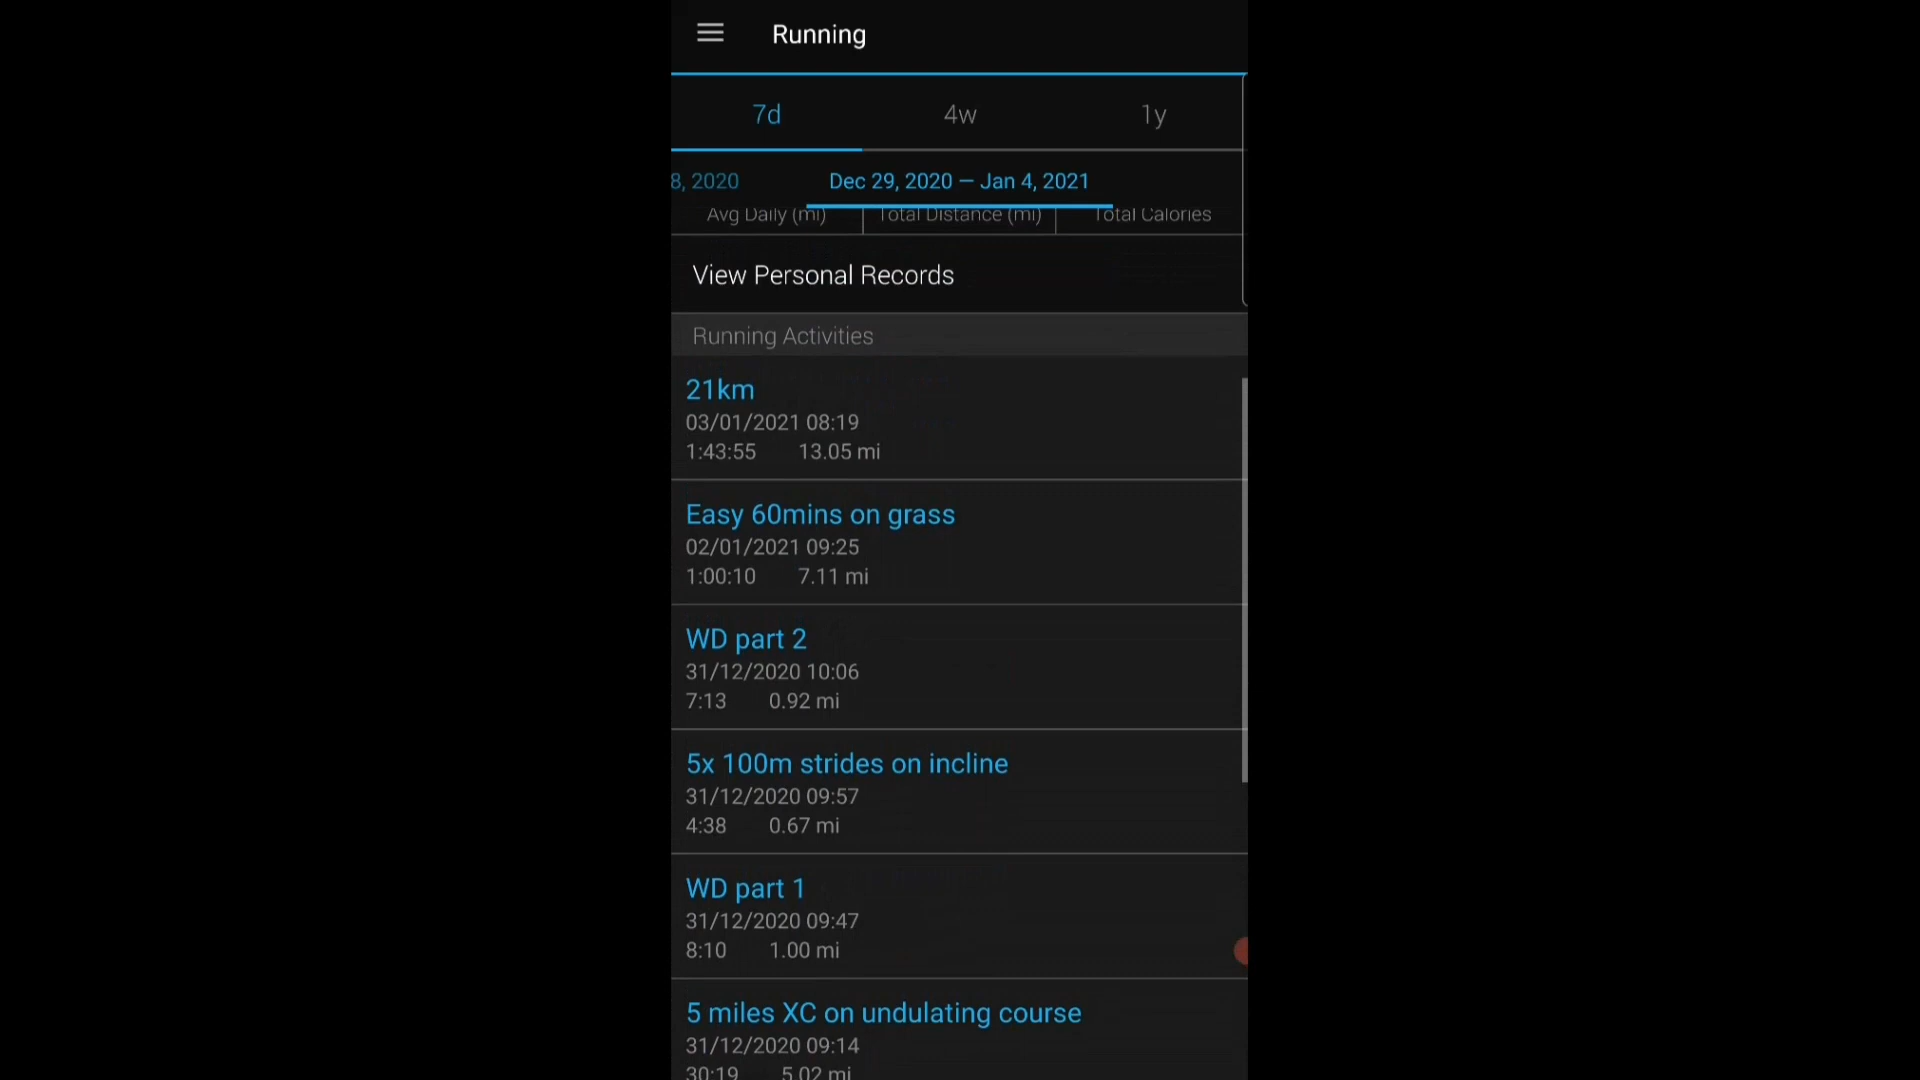 Running
7d 4w 1y
8, 2020 Dec 29, 2020 — Jan 4, 2021
Avg Daily (mi) Total Distance (mi) Total Calories
View Personal Records
Running Activities
21km
03/01/2021 08:19
1:43:55 13.05 mi
Easy 60mins on grass
02/01/2021 09:25
1:00:10 7.11 mi
WD part 2
31/12/2020 10:06
7:13 0.92 mi
5x 100m strides on incline
31/12/2020 09:57
4:38 0.67 mi
WD part 1
31/12/2020 09:47
8:10 1.00 mi
5 miles XC on undulating course
31/12/2020 09:14
30:19 5.02 mi